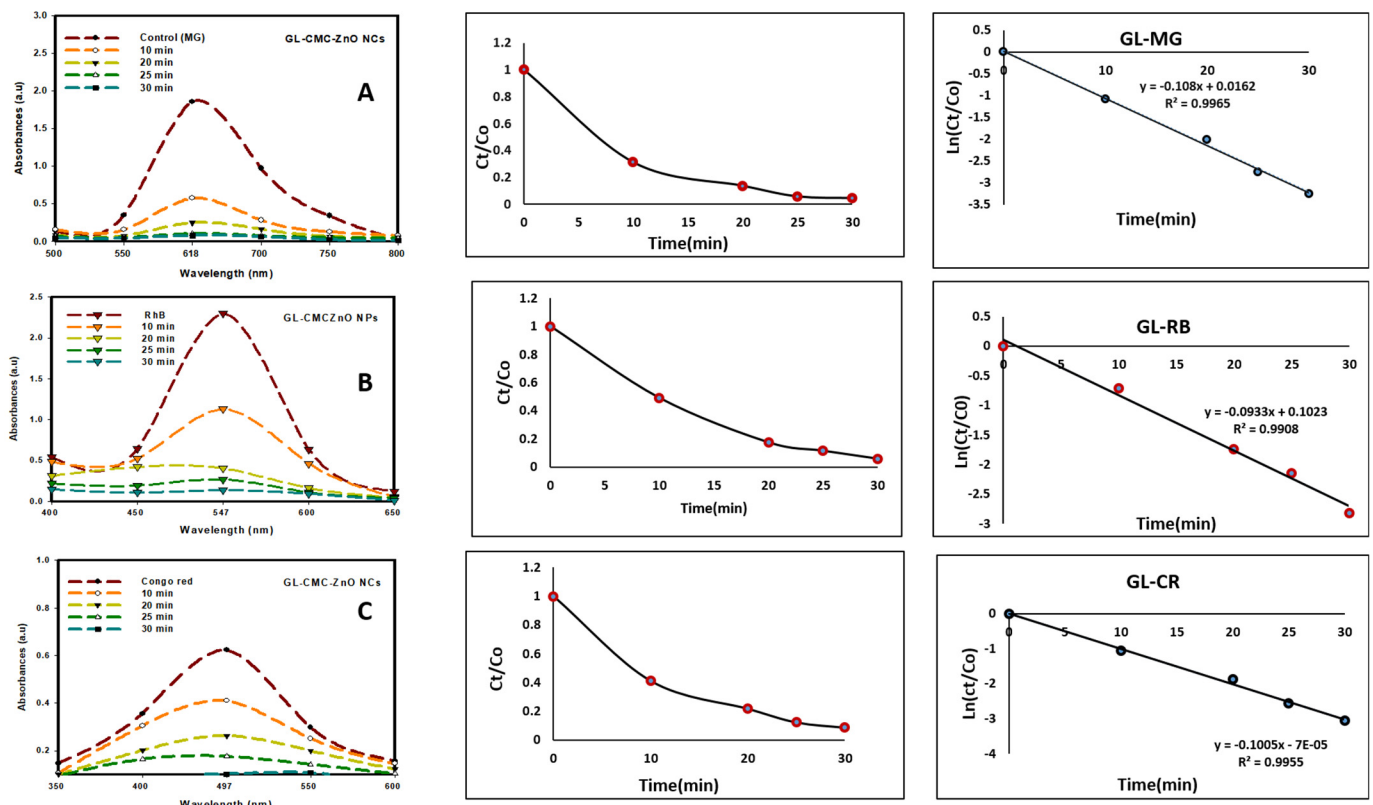 3.0
2.5
2.0
1.5
1.0
0.5
0.0
Absorbances (a.u)
Control (MG)
10 min
20 min
25 min
30 min
GL-CMC-ZnO NCs
A
500 550 618 700 750 800
Wavelength (nm)
1.2
1
0.8
0.6
0.4
0.2
0
Ct/Co
0 10 20 30
Time(min)
GL-MG
0.5
0
-0.5
-1
-1.5
-2
-2.5
-3
-3.5
Ln(Ct/Co)
0 10 20 30
y = -0.108x + 0.0162
R² = 0.9965
Time(min)
2.5
2.0
1.5
1.0
0.5
0.0
Absorbances (a.u)
RhB
10 min
20 min
25 min
30 min
GL-CMCZnO NPs
B
400 450 547 600 650
Wavelength (nm)
1.2
1
0.8
0.6
0.4
0.2
0
Ct/Co
0 5 10 15 20 25 30
Time(min)
GL-RB
0.5
0
-0.5
-1
-1.5
-2
-2.5
-3
Ln(Ct/C0)
0 5 10 15 20 25 30
y = -0.0933x + 0.1023
R² = 0.9908
Time(min)
1.0
0.8
0.6
0.4
0.2
Absorbances (a.u)
Congo red
10 min
20 min
25 min
30 min
GL-CMC-ZnO NCs
C
350 400 497 550 600
Wavelength (nm)
1.2
1
0.8
0.6
0.4
0.2
0
Ct/Co
0 5 10 15 20 25 30
Time(min)
GL-CR
0
-1
-2
-3
-4
Ln(ct/Co)
0 5 10 15 20 25 30
y = -0.1005x - 7E-05
R² = 0.9955
Time(min)